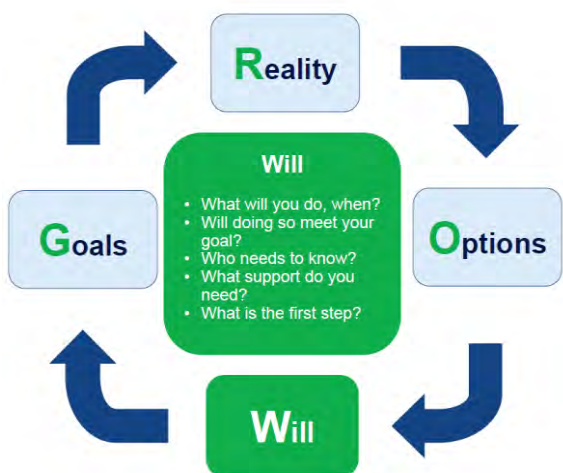 Reality
Goals
Will
• What will you do, when?
• Will doing so meet your
goal?
• Who needs to know?
• What support do you
need?
• What is the first step?
Options
Will